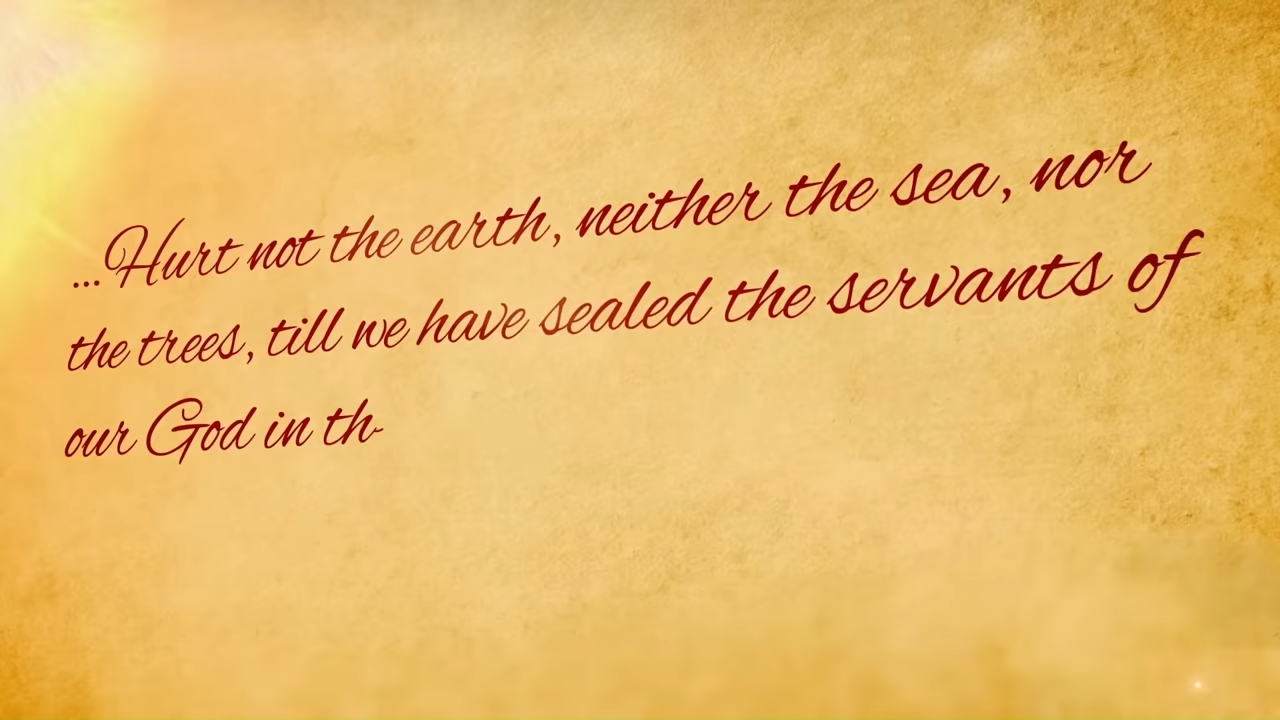 ...Hurt not the earth, neither the sea, nor
the trees, till we have sealed the servants of
our God in th